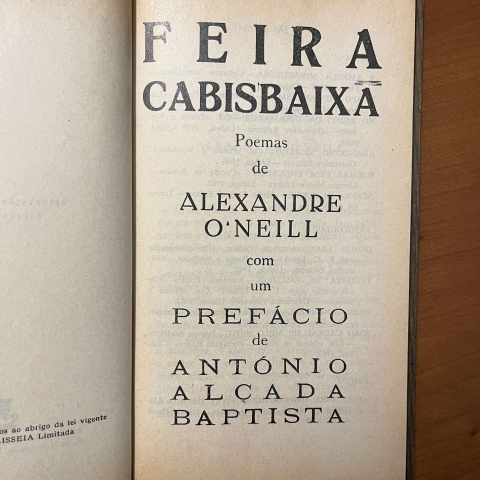 FEIRA
CABISBAIXA
Poemas
de
ALEXANDRE
O'NEILL
com
um
PREFÁCIO
de
ANTÓNIO
ALÇADA
BAPTISTA
os ao abrigo da lei vigente
LISSEIA Limitada